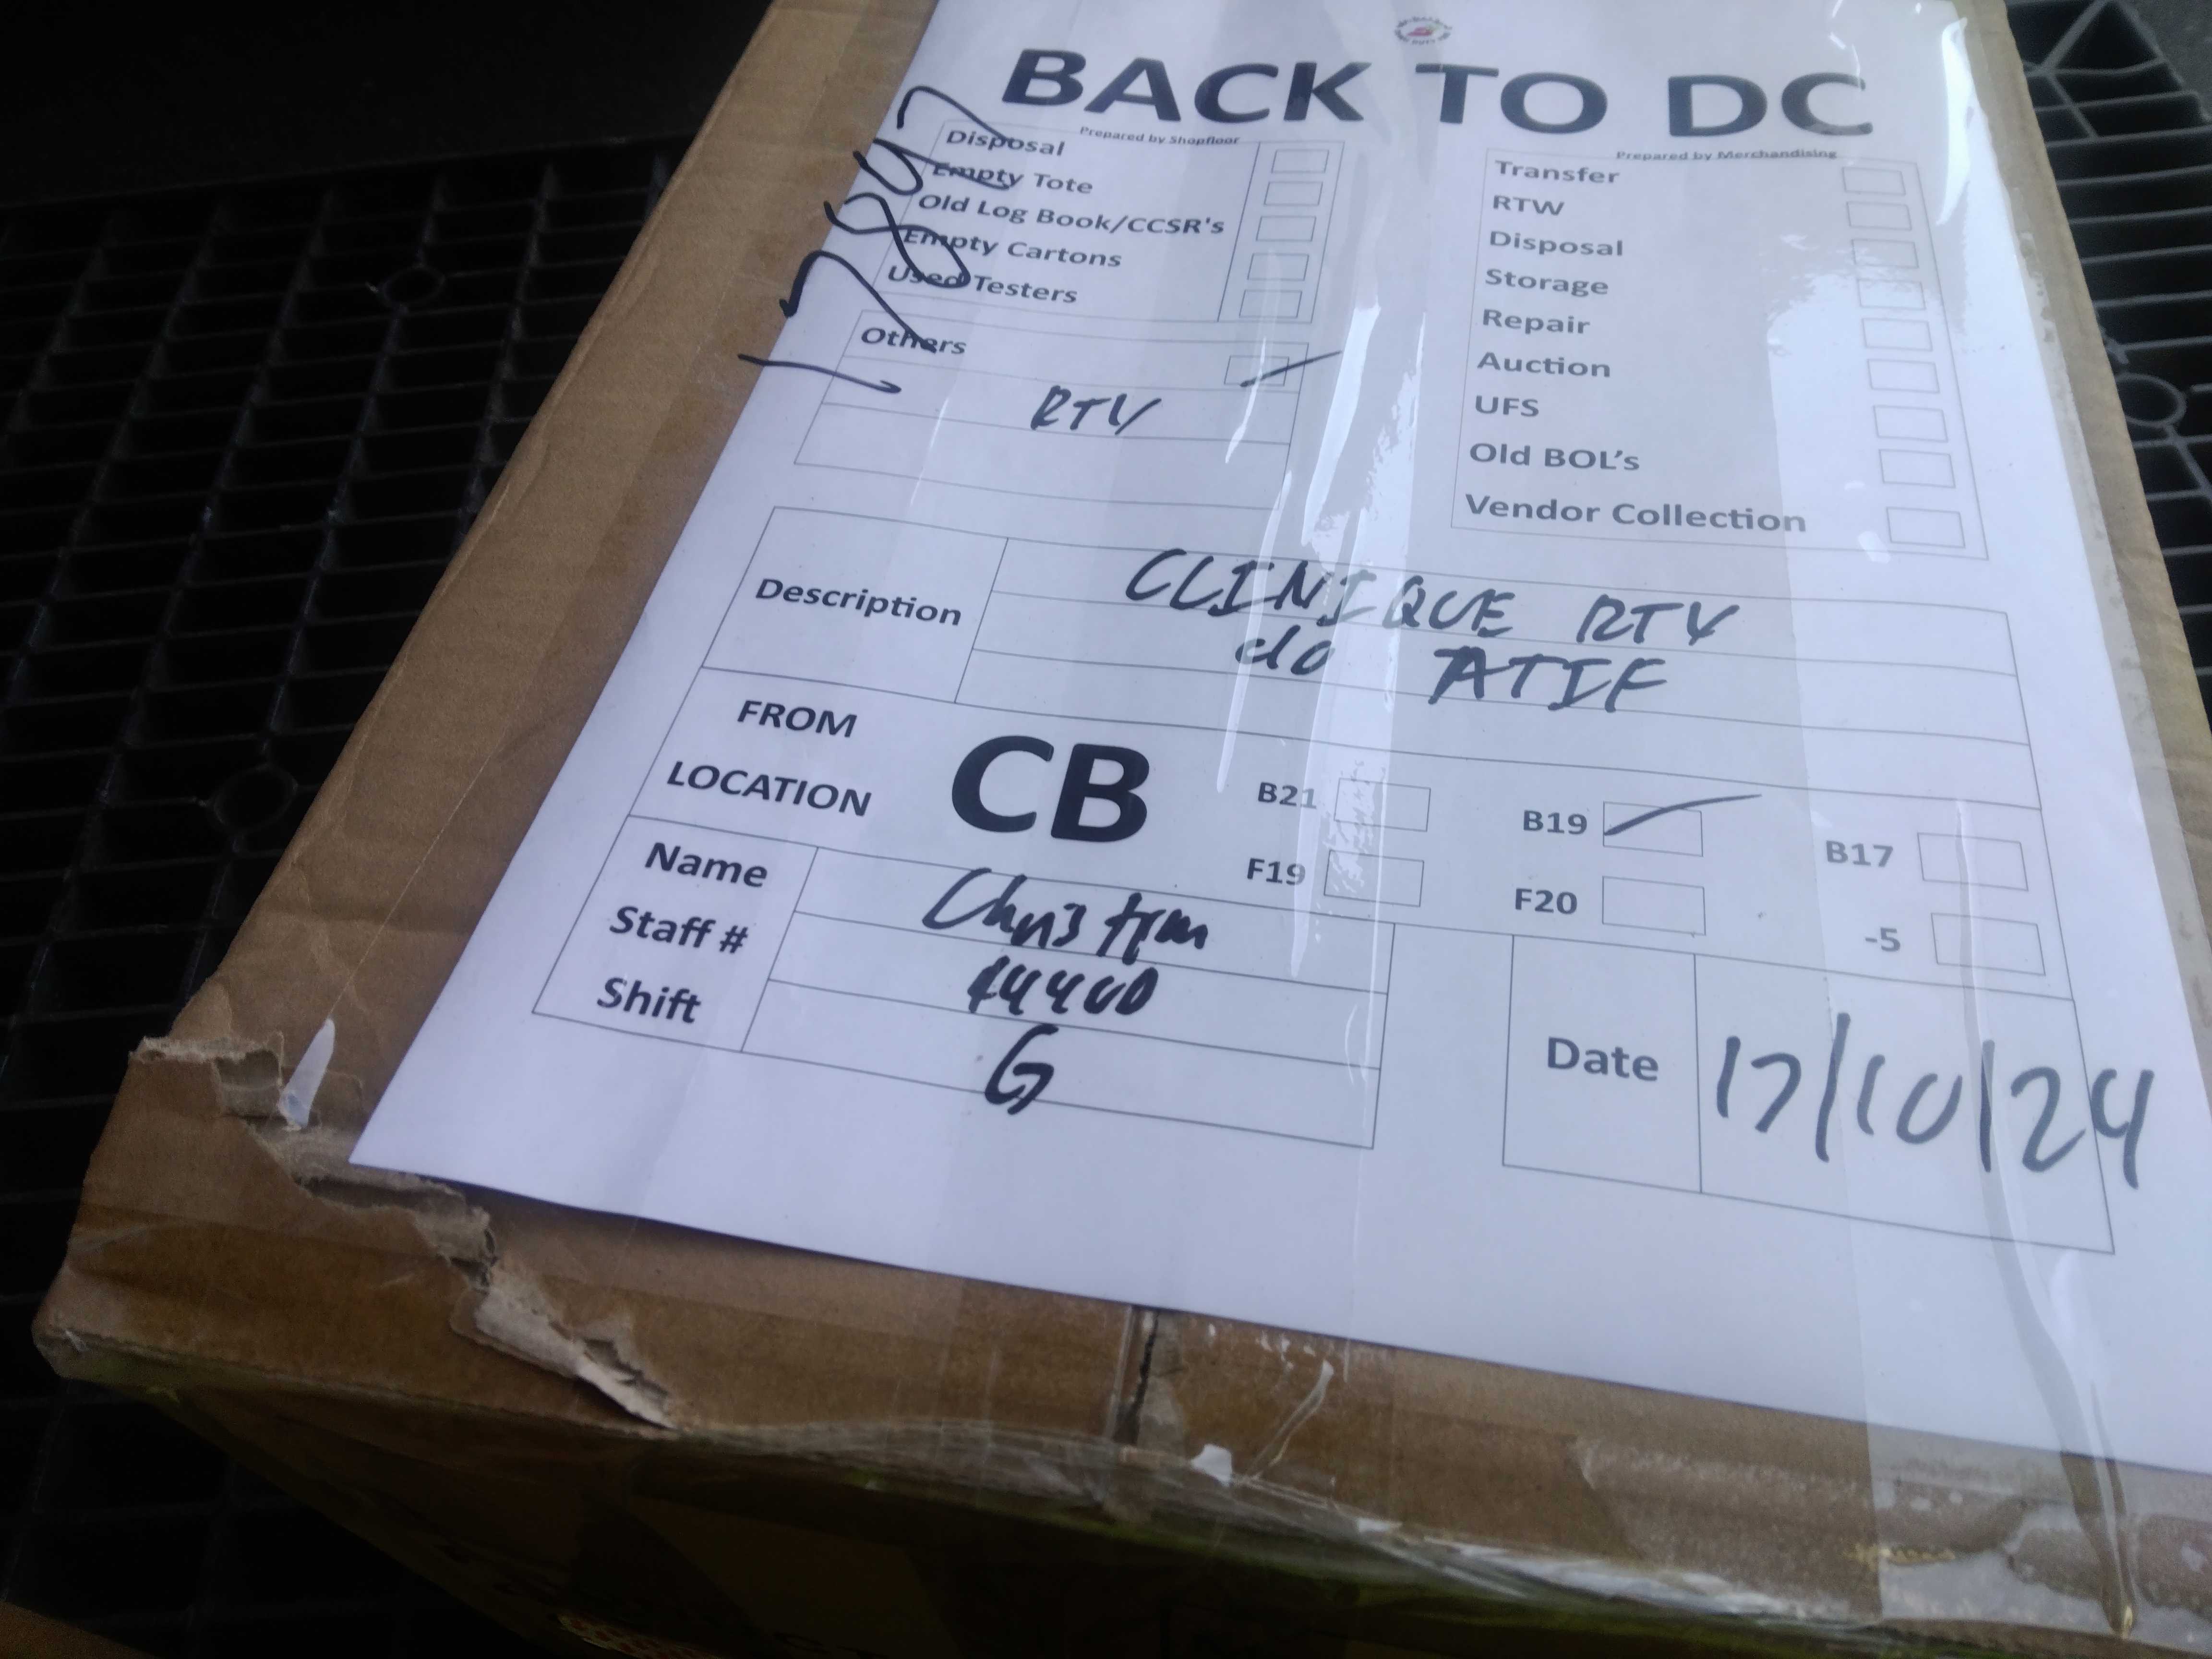 BACK TO DC
Prepared by Shopfloor
Disposal
Empty Tote
Old Log Book/CCSR's
Empty Cartons
Used Testers
Others
RTV
Prepared by Merchandising
Transfer
RTW
Disposal
Storage
Repair
Auction
UFS
Old BOL's
Vendor Collection
Description
CLINIQUE RTV
ATIF
FROM
LOCATION
CB
B21
B19
B17
F19
F20
-5
Name
Staff #
Shift
G
Date
17/10/24